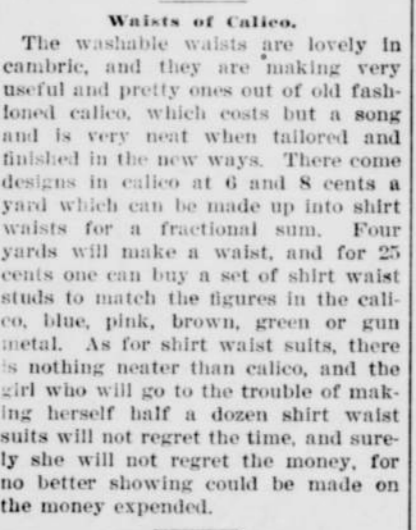 Waists of Calico.
The washable waists are lovely in
cambric, and they are making very
useful and pretty ones out of old fash-
ioned calico, which costs but a song
and is very neat when tailored and
finished in the new ways. There come
designs in calico at 6 and 8 cents a
yard which can be made up into shirt
waists for a fractional sum. Four
yards will make a waist, and for 25
cents one can buy a set of shirt waist
studs to match the figures in the cali-
co, blue, pink, brown, green or gun
metal. As for shirt waist suits, there
is nothing neater than calico, and the
girl who will go to the trouble of mak-
ing herself half a dozen shirt waist
suits will not regret the time, and sure-
ly she will not regret the money, for
no better showing could be made on
the money expended.